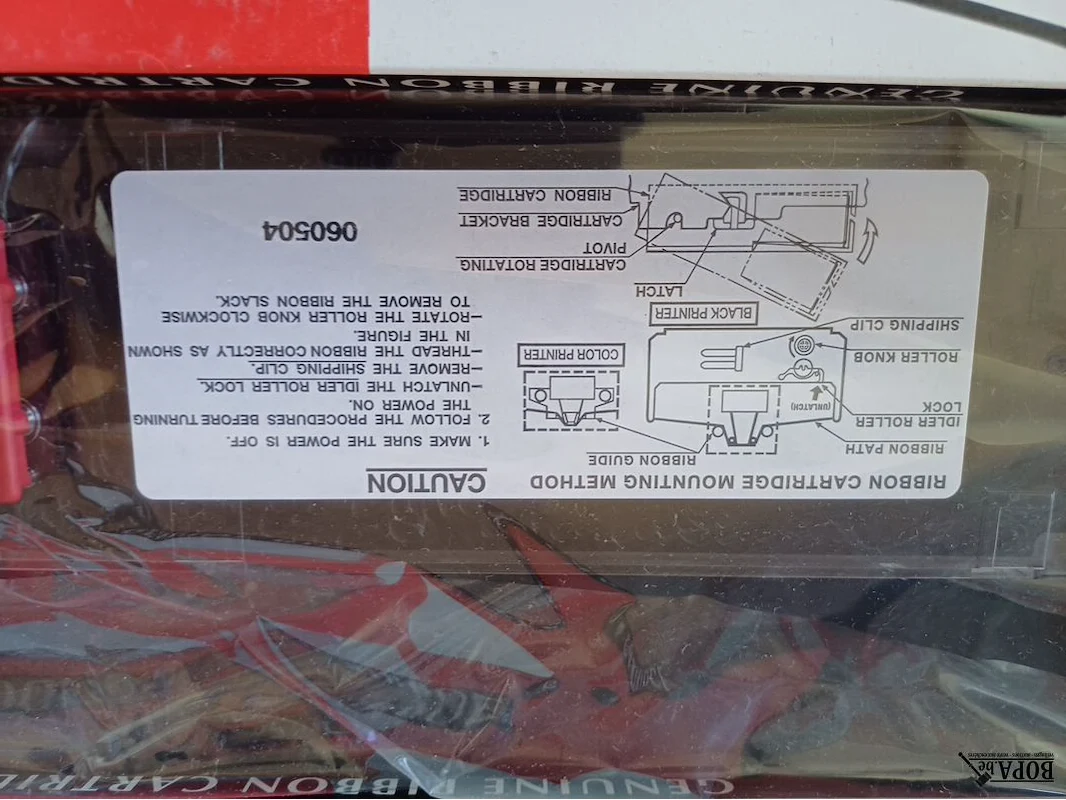 BOPA.be
GENUINE RIBBON CARTRID
RIBBON CARTRIDGE MOUNTING METHOD
RIBBON PATH
IDLER ROLLER
LOCK
ROLLER KNOB
SHIPPING CLIP
(UNLATCH)
BLACK PRINTER
RIBBON GUIDE
COLOR PRINTER
LATCH
CARTRIDGE ROTATING
PIVOT
CARTRIDGE BRACKET
RIBBON CARTRIDGE
CAUTION
1. MAKE SURE THE POWER IS OFF.
2. FOLLOW THE PROCEDURES BEFORE TURNING
THE POWER ON.
—UNLATCH THE IDLER ROLLER LOCK.
—REMOVE THE SHIPPING CLIP.
—THREAD THE RIBBON CORRECTLY AS SHOWN
IN THE FIGURE.
—ROTATE THE ROLLER KNOB CLOCKWISE
TO REMOVE THE RIBBON SLACK.
060504
GENUINE RIBBON CARTRID